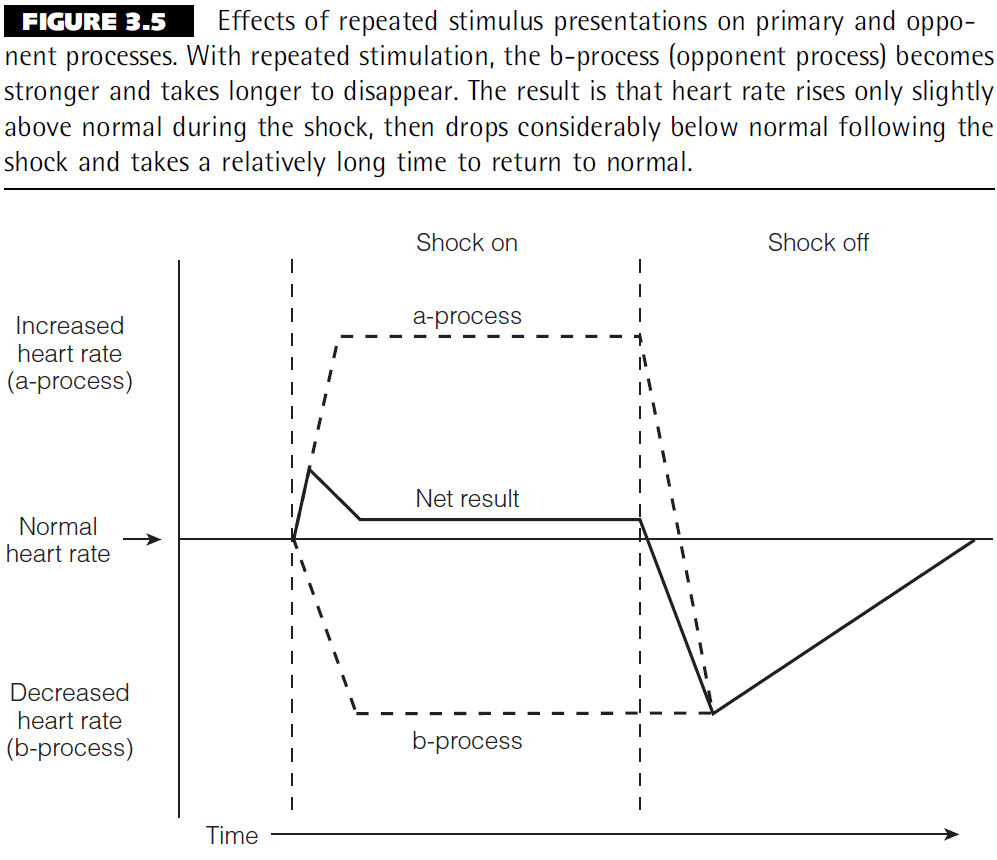 FIGURE 3.5 Effects of repeated stimulus presentations on primary and oppo-
nent processes. With repeated stimulation, the b-process (opponent process) becomes
stronger and takes longer to disappear. The result is that heart rate rises only slightly
above normal during the shock, then drops considerably below normal following the
shock and takes a relatively long time to return to normal.
Shock on
Shock off
Increased
heart rate
(a-process)
a-process
Net result
Normal
heart rate
Decreased
heart rate
(b-process)
b-process
Time